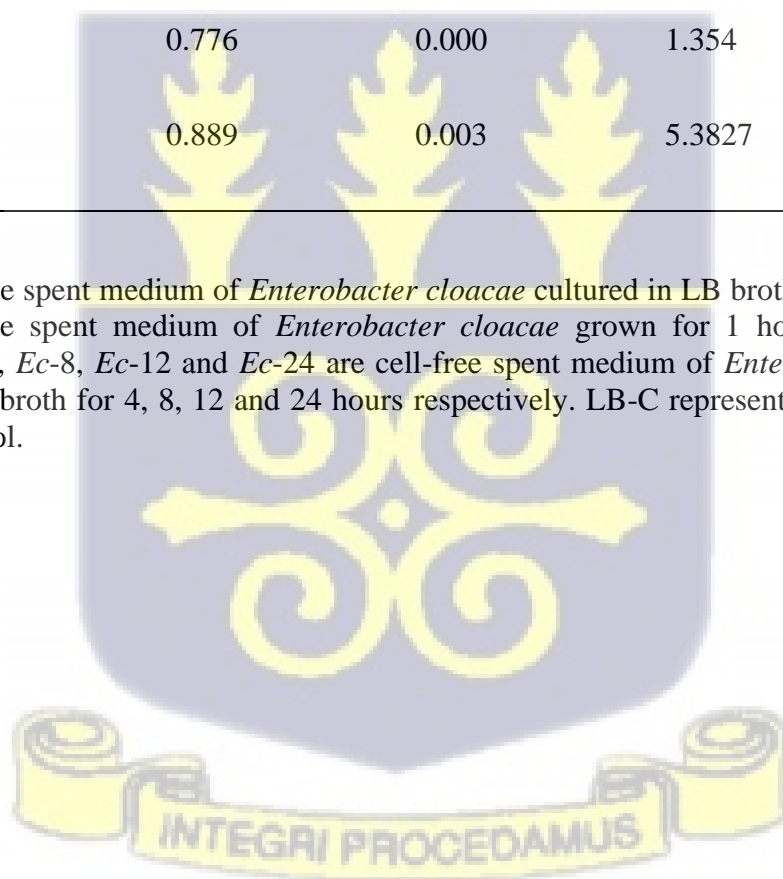 0.776 0.000 1.354
0.889 0.003 5.3827
e spent medium of Enterobacter cloacae cultured in LB brot
e spent medium of Enterobacter cloacae grown for 1 ho
, Ec-8, Ec-12 and Ec-24 are cell-free spent medium of Ente
broth for 4, 8, 12 and 24 hours respectively. LB-C represent
ol.
INTEGRI PROCEDAMUS